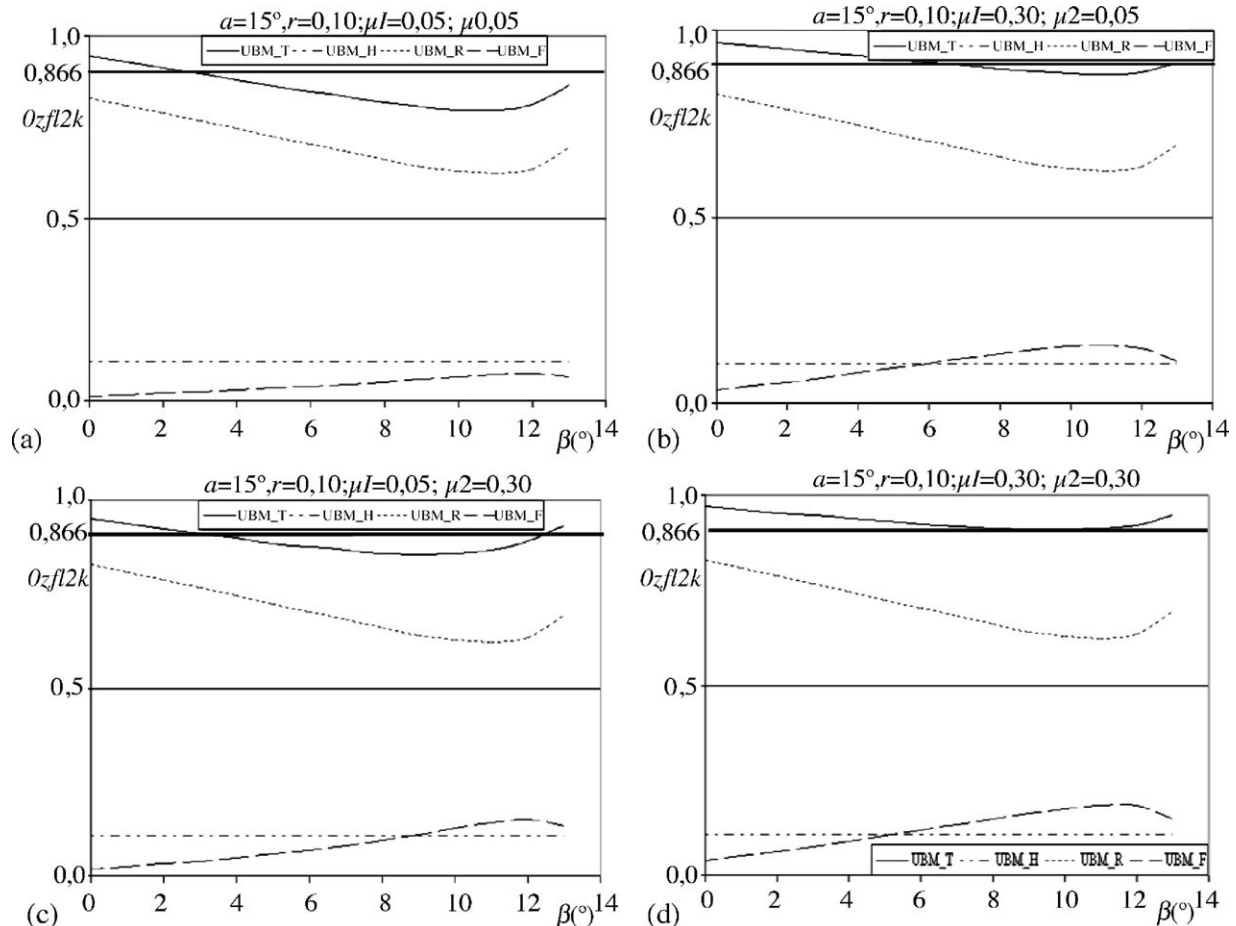 a=15°,r=0,10;µI=0,05; µ0,05
1,0
UBM_T UBM_H UBM_R UBM_F
0,866
0zfl2k
0,5
0,0
0 2 4 6 8 10 12 14
(a) β(°)
a=15°,r=0,10;µI=0,30; µ2=0,05
1,0
UBM_T UBM_H UBM_R UBM_F
0,866
0zfl2k
0,5
0,0
0 2 4 6 8 10 12 14
(b) β(°)
a=15°,r=0,10;µI=0,05; µ2=0,30
1,0
UBM_T UBM_H UBM_R UBM_F
0,866
0zfl2k
0,5
0,0
0 2 4 6 8 10 12 14
(c) β(°)
a=15°,r=0,10;µI=0,30; µ2=0,30
1,0
0,866
0zfl2k
0,5
UBM_T UBM_H UBM_R UBM_F
0,0
0 2 4 6 8 10 12 14
(d) β(°)